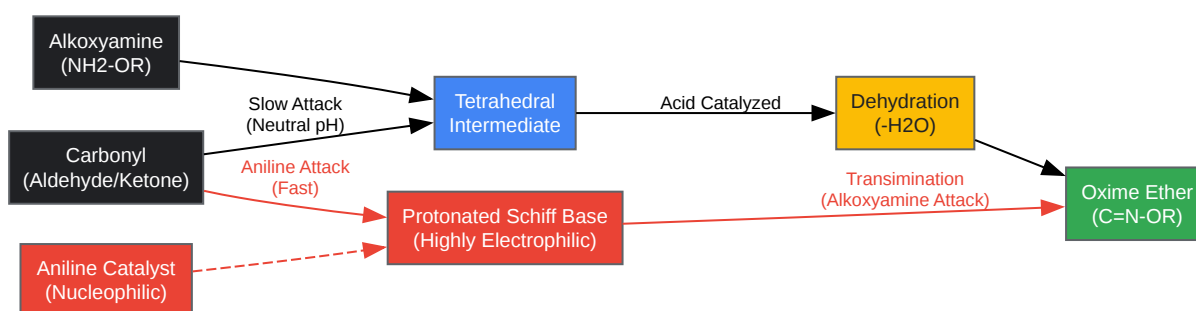 Alkoxyamine
(NH2-OR)
Slow Attack
(Neutral pH)
Tetrahedral
Intermediate
Acid Catalyzed
Dehydration
(-H2O)
Carbonyl
(Aldehyde/Ketone)
Aniline Attack
(Fast)
Protonated Schiff Base
(Highly Electrophilic)
Transimination
(Alkoxyamine Attack)
Oxime Ether
(C=N-OR)
Aniline Catalyst
(Nucleophilic)